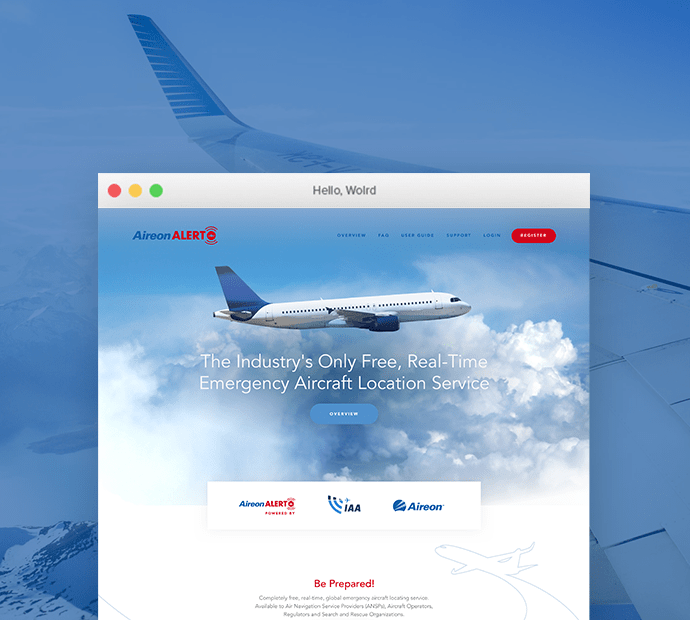 Hello, Wolrd
Aireon ALERT
OVERVIEW FAQ USER GUIDE SUPPORT LOGIN REGISTER
The Industry's Only Free, Real-Time
Emergency Aircraft Location Service
OVERVIEW
Aireon ALERT IAA Aireon
POWERED BY
Be Prepared!
Completely free, real-time, global emergency aircraft locating service.
Available to Air Navigation Service Providers (ANSPs), Aircraft Operators,
Regulators and Search and Rescue Organizations.